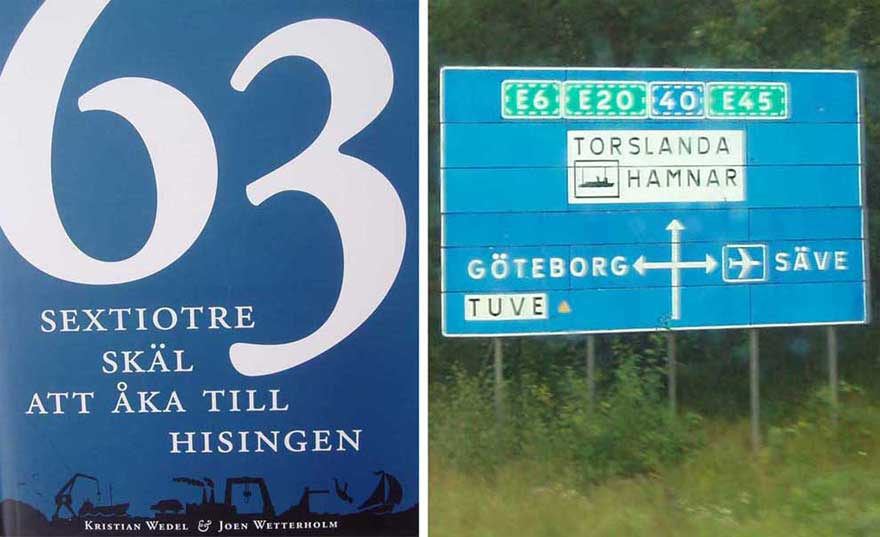 63
SEXTIOTRE
SKÄL
ATT ÅKA TILL
HISINGEN
KRISTIAN WEDEL & JOEN WETTERHOLM
E6 E20 40 E45
TORSLANDA
HAMNAR
GÖTEBORG SÄVE
TUVE